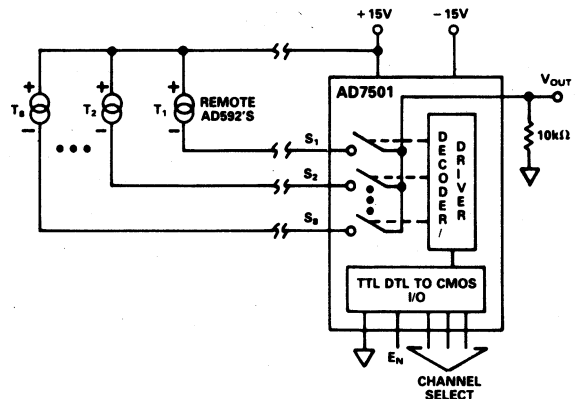 +15V
-15V
AD7501
VOUT
10kΩ
+
+
+
T8
T2
T1
REMOTE
AD592'S
-
-
-
S1
S2
S8
DECODER/
DRIVER
TTL DTL TO CMOS
I/O
EN
CHANNEL
SELECT